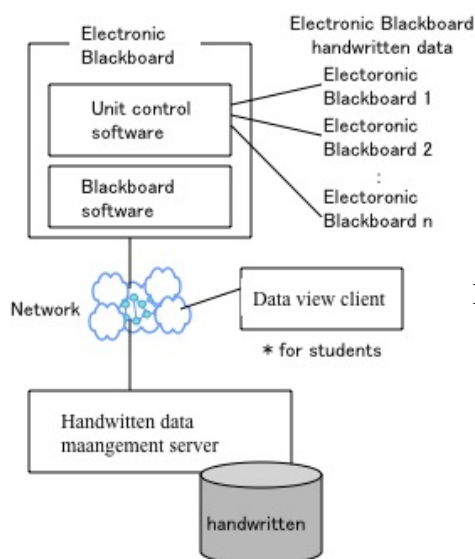 Electronic
Blackboard
Electronic Blackboard
handwritten data
Unit control
software
Electoronic
Blackboard 1
Electoronic
Blackboard 2
:
Electoronic
Blackboard n
Blackboard
software
Network
Data view client
* for students
Handwitten data
maangement server
handwritten